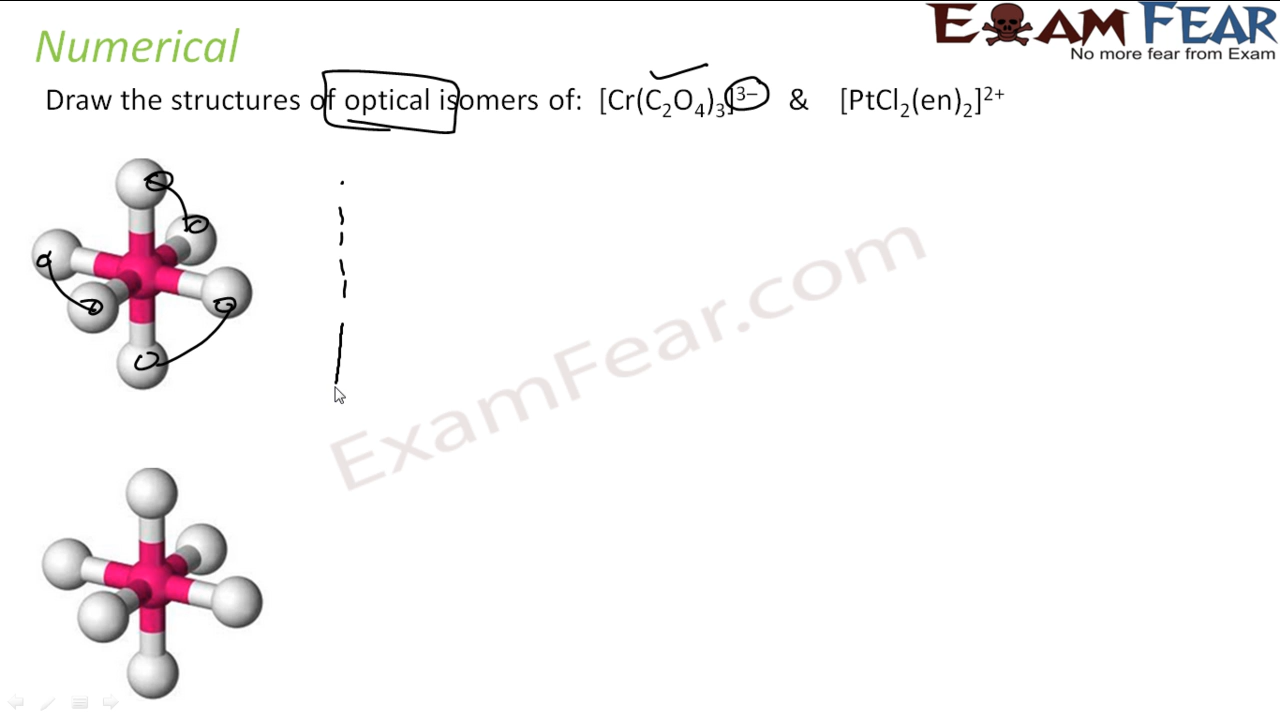 EXAM FEAR
No more fear from Exam
Numerical
Draw the structures of optical isomers of: [Cr(C₂O₄)₃]³⁻ & [PtCl₂(en)₂]²⁺
ExamFear.com